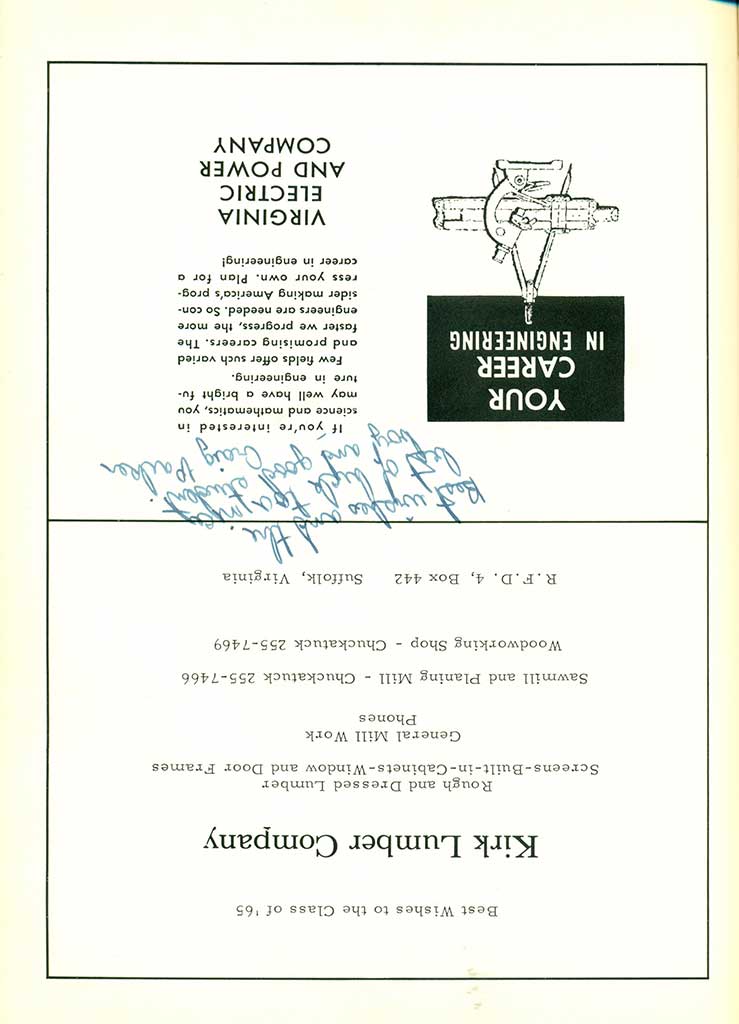 Best Wishes to the Class of '65
Kirk Lumber Company
Rough and Dressed Lumber
Screens-Built-in-Cabinets-Window and Door Frames
General Mill Work
Phones
Sawmill and Planing Mill - Chuckatuck 255-7466
Woodworking Shop - Chuckatuck 255-7469
R.F.D. 4, Box 442 Suffolk, Virginia
Best wishes and the
best of luck to a
boy and good student.
Craig Parker
YOUR
CAREER
IN ENGINEERING
If you're interested in
science and mathematics, you
may well have a bright fu-
ture in engineering.
Few fields offer such varied
and promising careers. The
faster we progress, the more
engineers are needed. So con-
sider making America's prog-
ress your own. Plan for a
career in engineering!
VIRGINIA
ELECTRIC
AND POWER
COMPANY